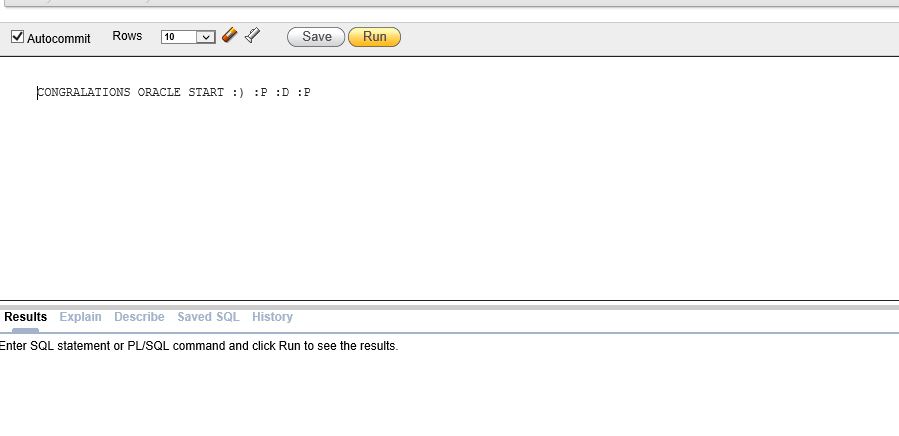 Autocommit Rows 10 Save Run
CONGRALATIONS ORACLE START :) :P :D :P
Results Explain Describe Saved SQL History
Enter SQL statement or PL/SQL command and click Run to see the results.